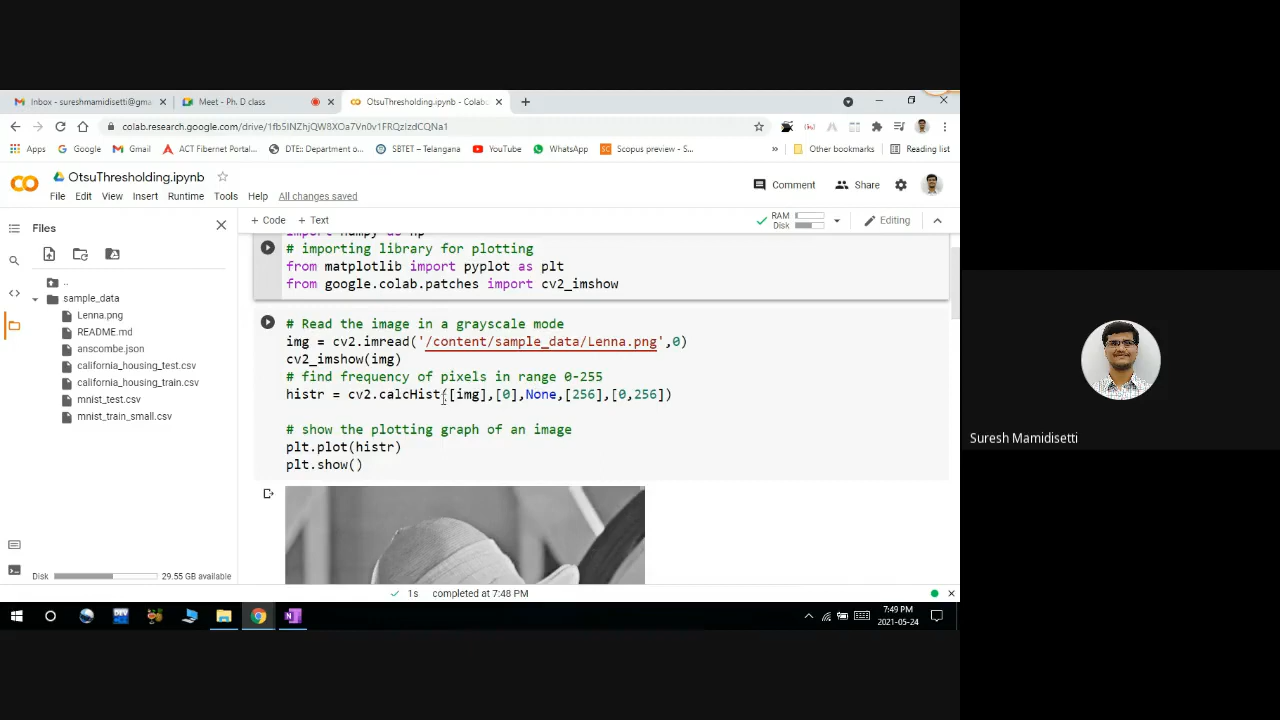 Inbox - sureshmamidisetti@gma
Meet - Ph. D class
OtsuThresholding.ipynb - Colab
colab.research.google.com/drive/1fb5INZhjQW8XOa7Vn0v1FRQzIzdCQNa1
Apps
Google
Gmail
ACT Fibernet Portal...
DTE:: Department o...
SBTET – Telangana
YouTube
WhatsApp
Scopus preview - S...
»
Other bookmarks
Reading list
OtsuThresholding.ipynb
Comment
Share
File Edit View Insert Runtime Tools Help All changes saved
Files
+ Code + Text
RAM
Disk
Editing
import numpy as np
# importing library for plotting
from matplotlib import pyplot as plt
from google.colab.patches import cv2_imshow
..
sample_data
Lenna.png
README.md
anscombe.json
california_housing_test.csv
california_housing_train.csv
mnist_test.csv
mnist_train_small.csv
# Read the image in a grayscale mode
img = cv2.imread('/content/sample_data/Lenna.png',0)
cv2_imshow(img)
# find frequency of pixels in range 0-255
histr = cv2.calcHist([img],[0],None,[256],[0,256])
# show the plotting graph of an image
plt.plot(histr)
plt.show()
Disk
29.55 GB available
1s completed at 7:48 PM
7:49 PM
2021-05-24
Suresh Mamidisetti